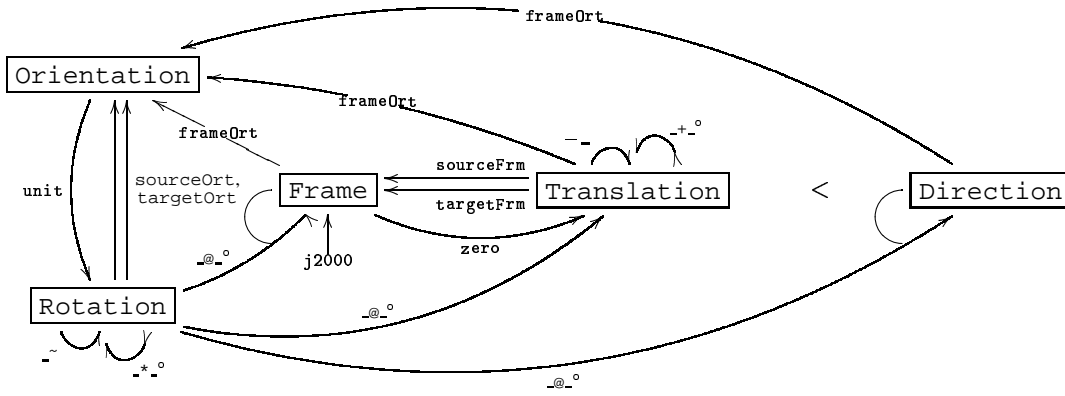 frameOrt
Orientation
frameOrt
frameOrt
_+_°
− _
sourceFrm
unit
sourceOrt,
targetOrt
Frame
Translation
<
Direction
targetFrm
zero
_@_°
j2000
Rotation
_@_°
_~
_*_°
_@_°